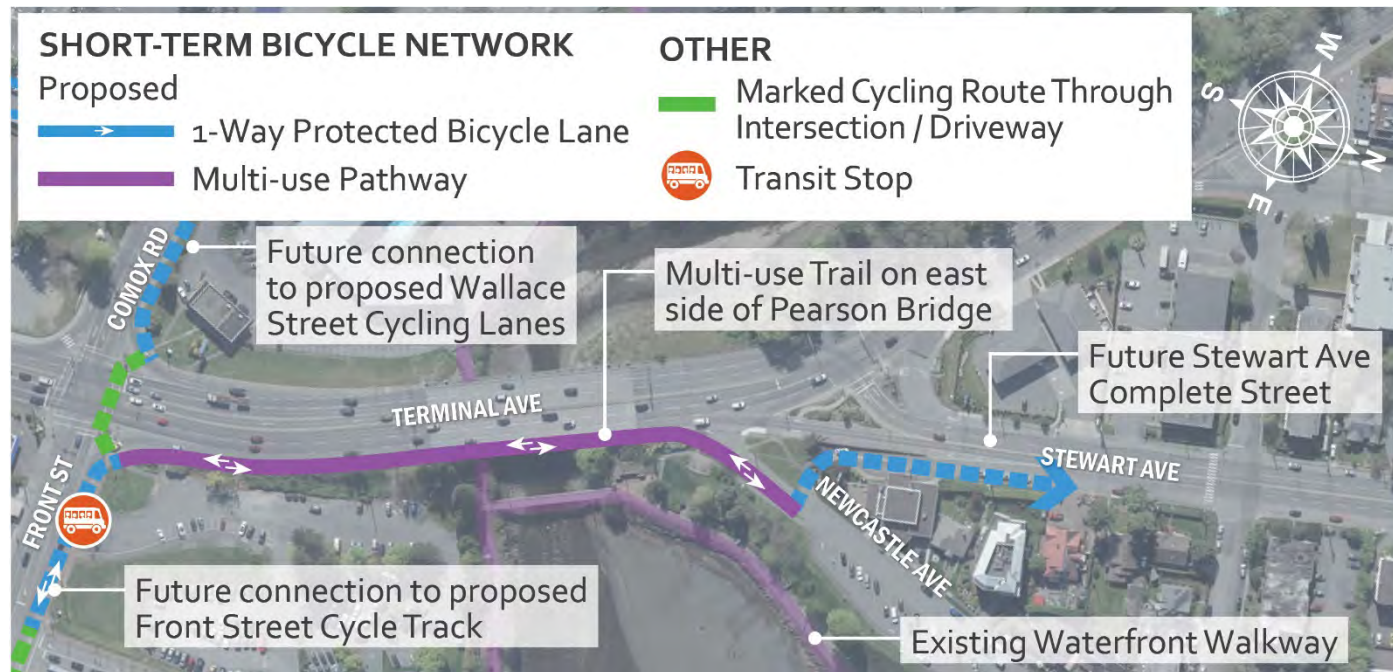 SHORT-TERM BICYCLE NETWORK
Proposed
1-Way Protected Bicycle Lane
Multi-use Pathway
OTHER
Marked Cycling Route Through
Intersection / Driveway
Transit Stop
W
S
N
E
COMOX RD
Future connection
to proposed Wallace
Street Cycling Lanes
Multi-use Trail on east
side of Pearson Bridge
Future Stewart Ave
Complete Street
TERMINAL AVE
STEWART AVE
FRONT ST
NEWCASTLE AVE
Future connection to proposed
Front Street Cycle Track
Existing Waterfront Walkway